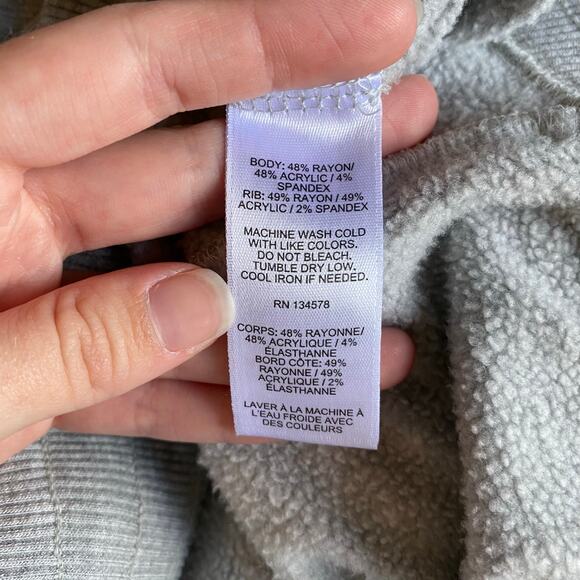 BODY: 48% RAYON/
48% ACRYLIC / 4%
SPANDEX
RIB: 49% RAYON / 49%
ACRYLIC / 2% SPANDEX
MACHINE WASH COLD
WITH LIKE COLORS.
DO NOT BLEACH.
TUMBLE DRY LOW.
COOL IRON IF NEEDED.
RN 134578
CORPS: 48% RAYONNE/
48% ACRYLIQUE / 4%
ÉLASTHANNE
BORD CÔTE: 49%
RAYONNE / 49%
ACRYLIQUE / 2%
ÉLASTHANNE
LAVER À LA MACHINE À
L'EAU FROIDE AVEC
DES COULEURS